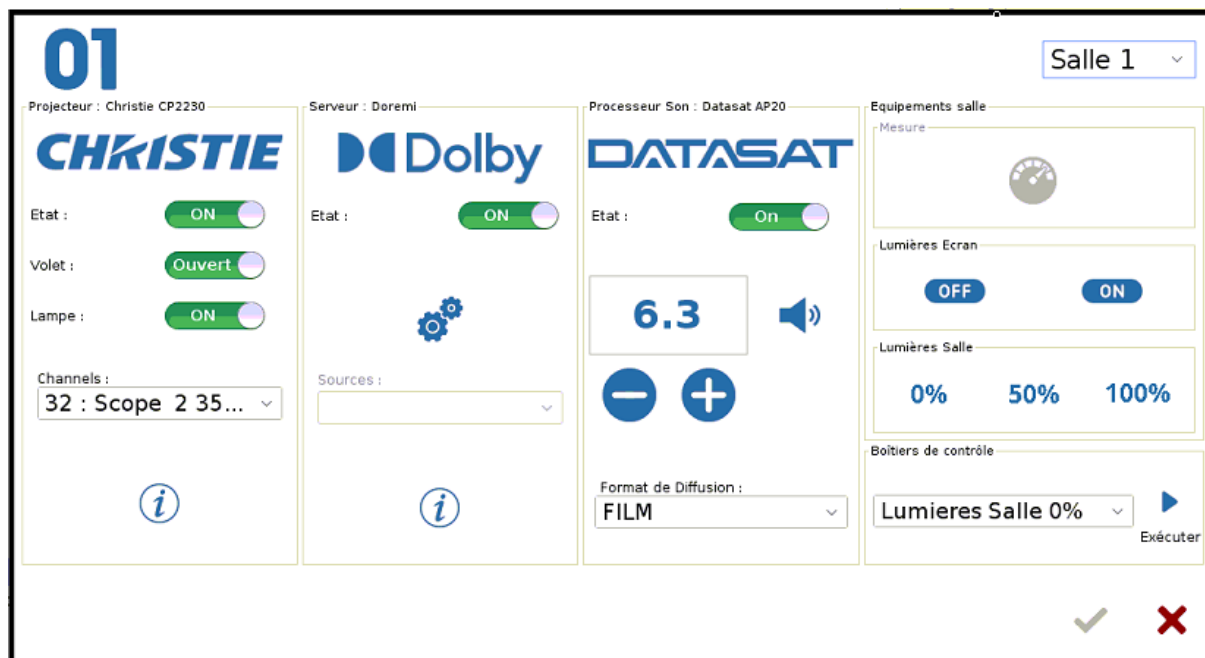 01
Salle 1
Projecteur : Christie CP2230
CHRISTIE
Etat :
ON
Volet :
Ouvert
Lampe :
ON
Channels :
32 : Scope 2 35...
Serveur : Doremi
Dolby
Etat :
ON
Sources :
Processeur Son : Datasat AP20
DATASAT
Etat :
On
6.3
Format de Diffusion :
FILM
Equipements salle
Mesure
Lumières Ecran
OFF
ON
Lumières Salle
0% 50% 100%
Boîtiers de contrôle
Lumieres Salle 0%
Exécuter